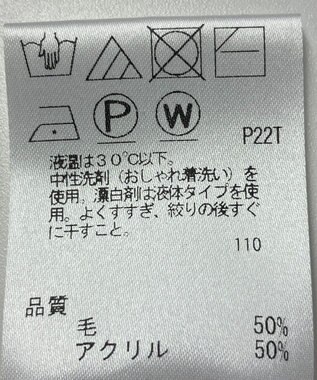 P W
P22T
液温は30℃以下。
中性洗剤（おしゃれ着洗い）を
使用。漂白剤は液体タイプを使
用。よくすすぎ、絞りの後すぐ
に干すこと。
110
品質
毛 50%
アクリル 50%